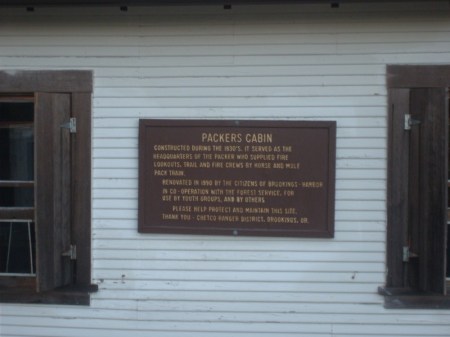 PACKERS CABIN
CONSTRUCTED DURING THE 1930'S, IT SERVED AS THE
HEADQUARTERS OF THE PACKER WHO SUPPLIED FIRE
LOOKOUTS, TRAIL AND FIRE CREWS BY HORSE AND MULE
PACK TRAIN.
RENOVATED IN 1990 BY THE CITIZENS OF BROOKINGS - HARBOR
IN CO-OPERATION WITH THE FOREST SERVICE, FOR
USE BY YOUTH GROUPS, AND BY OTHERS.
PLEASE HELP PROTECT AND MAINTAIN THIS SITE.
THANK YOU - CHETCO RANGER DISTRICT, BROOKINGS, OR.